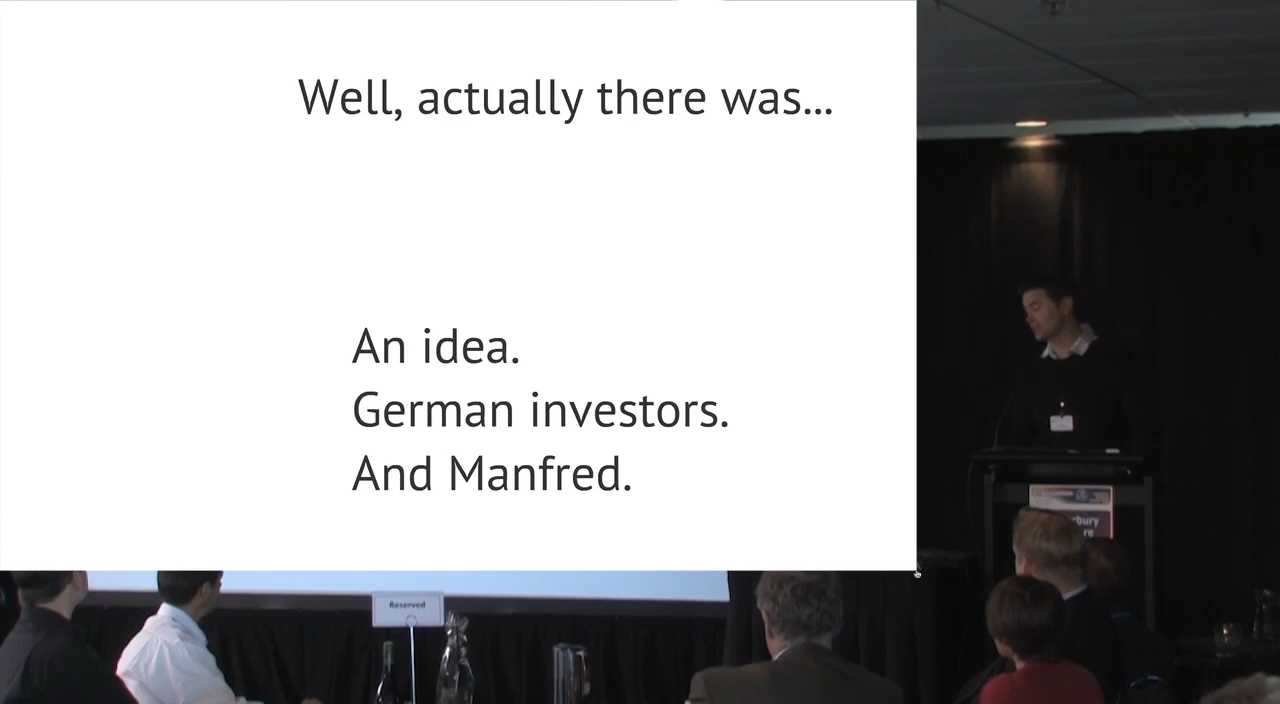 Well, actually there was...
An idea.
German investors.
And Manfred.
Reserved